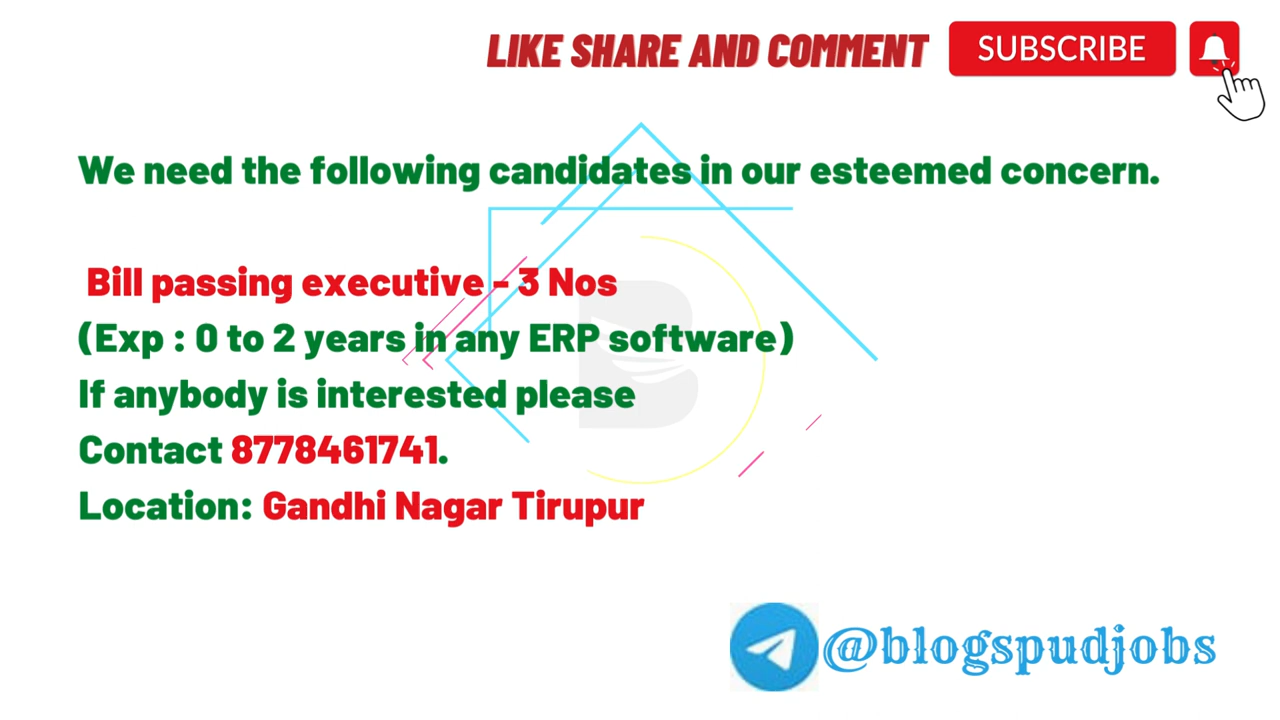 LIKE SHARE AND COMMENT
SUBSCRIBE
We need the following candidates in our esteemed concern.
Bill passing executive - 3 Nos
(Exp : 0 to 2 years in any ERP software)
If anybody is interested please
Contact 8778461741.
Location: Gandhi Nagar Tirupur
@blogspudjobs